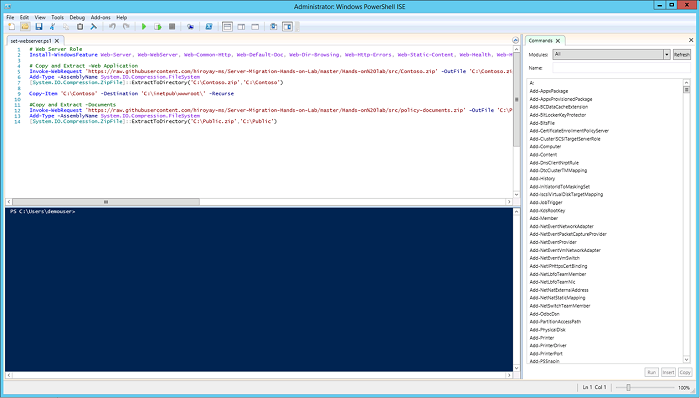 Administrator: Windows PowerShell ISE
File Edit View Tools Debug Add-ons Help
set-webserver.ps1 X
1 # Web Server Role
2 Install-WindowsFeature Web-Server, Web-WebServer, Web-Common-Http, Web-Default-Doc, Web-Dir-Browsing, Web-Http-Errors, Web-Static-Content, Web-Health, Web-H
3
4 # Copy and Extract -Web Application
5 Invoke-WebRequest 'https://raw.githubusercontent.com/hiroyay-ms/Server-Migration-Hands-on-Lab/master/Hands-on%20lab/src/Contoso.zip' -OutFile 'C:\Contoso.zi
6 Add-Type -AssemblyName System.IO.Compression.FileSystem
7 [System.IO.Compression.ZipFile]::ExtractToDirectory('C:\Contoso.zip','C:\Contoso')
8
9 Copy-Item 'C:\Contoso' -Destination 'C:\inetpub\wwwroot\' -Recurse
10
11 #Copy and Extract -Documents
12 Invoke-WebRequest 'https://raw.githubusercontent.com/hiroyay-ms/Server-Migration-Hands-on-Lab/master/Hands-on%20lab/src/policy-documents.zip' -OutFile 'C:\P
13 Add-Type -AssemblyName System.IO.Compression.FileSystem
14 [System.IO.Compression.ZipFile]::ExtractToDirectory('C:\Public.zip','C:\Public')
PS C:\Users\demouser>
Commands X
Modules: All Refresh
Name:
A:
Add-AppxPackage
Add-AppxProvisionedPackage
Add-BCDataCacheExtension
Add-BitLockerKeyProtector
Add-BitsFile
Add-CertificateEnrollmentPolicyServer
Add-ClusteriSCSITargetServerRole
Add-Computer
Add-Content
Add-DnsClientNrptRule
Add-DtcClusterTMMapping
Add-History
Add-InitiatorIdToMaskingSet
Add-IscsiVirtualDiskTargetMapping
Add-JobTrigger
Add-KdsRootKey
Add-Member
Add-NetEventNetworkAdapter
Add-NetEventPacketCaptureProvider
Add-NetEventProvider
Add-NetEventVmNetworkAdapter
Add-NetEventVmSwitch
Add-NetIPHttpsCertBinding
Add-NetLbfoTeamMember
Add-NetLbfoTeamNic
Add-NetNatExternalAddress
Add-NetNatStaticMapping
Add-NetSwitchTeamMember
Add-OdbcDsn
Add-PartitionAccessPath
Add-PhysicalDisk
Add-Printer
Add-PrinterDriver
Add-PrinterPort
Add-PSSnapin
Run Insert Copy
Ln 1 Col 1 100%